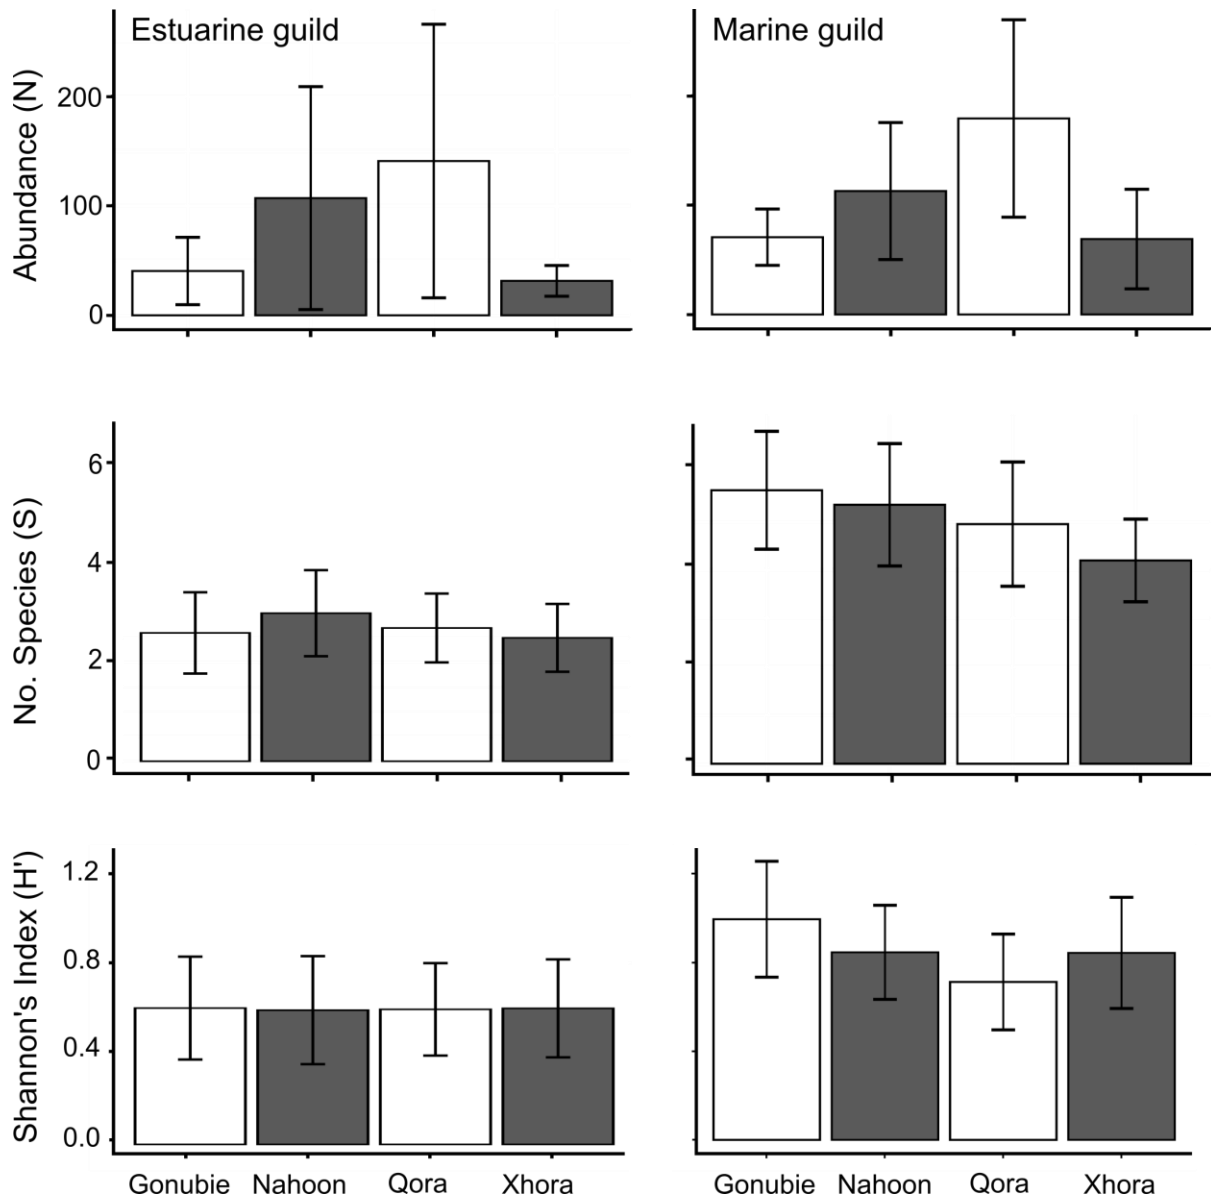 Estuarine guild
Marine guild
Abundance (N)
200
100
0
No. Species (S)
6
4
2
0
Shannon's Index (H')
1.2
0.8
0.4
0.0
Gonubie Nahoon Qora Xhora
Gonubie Nahoon Qora Xhora